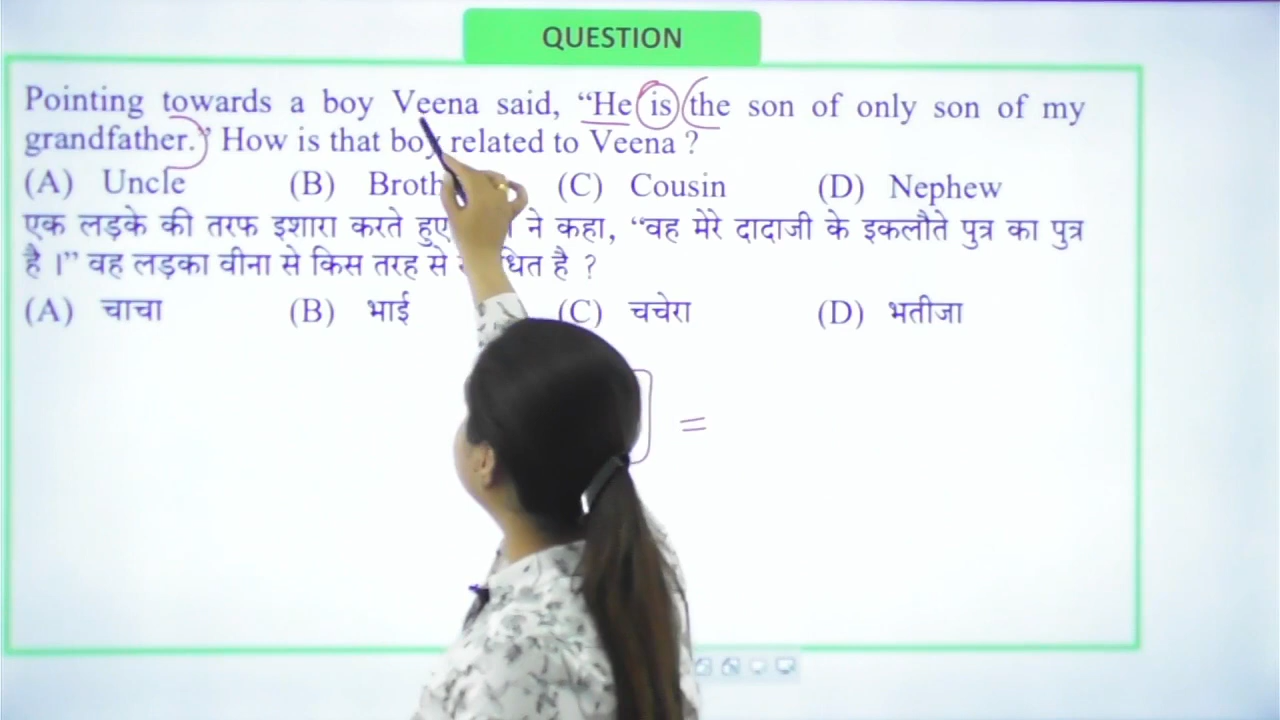 QUESTION
Pointing towards a boy Veena said, “He is the son of only son of my
grandfather.” How is that boy related to Veena ?
(A) Uncle (B) (C) Cousin (D) Nephew
एक लड़के की तरफ इशारा करते हुए ने कहा, “वह मेरे दादाजी के इकलौते पुत्र का पुत्र
है ।” वह लड़का वीना से किस तरह से है ?
(A) चाचा (B) भाई (C) चचेरा (D) भतीजा
=